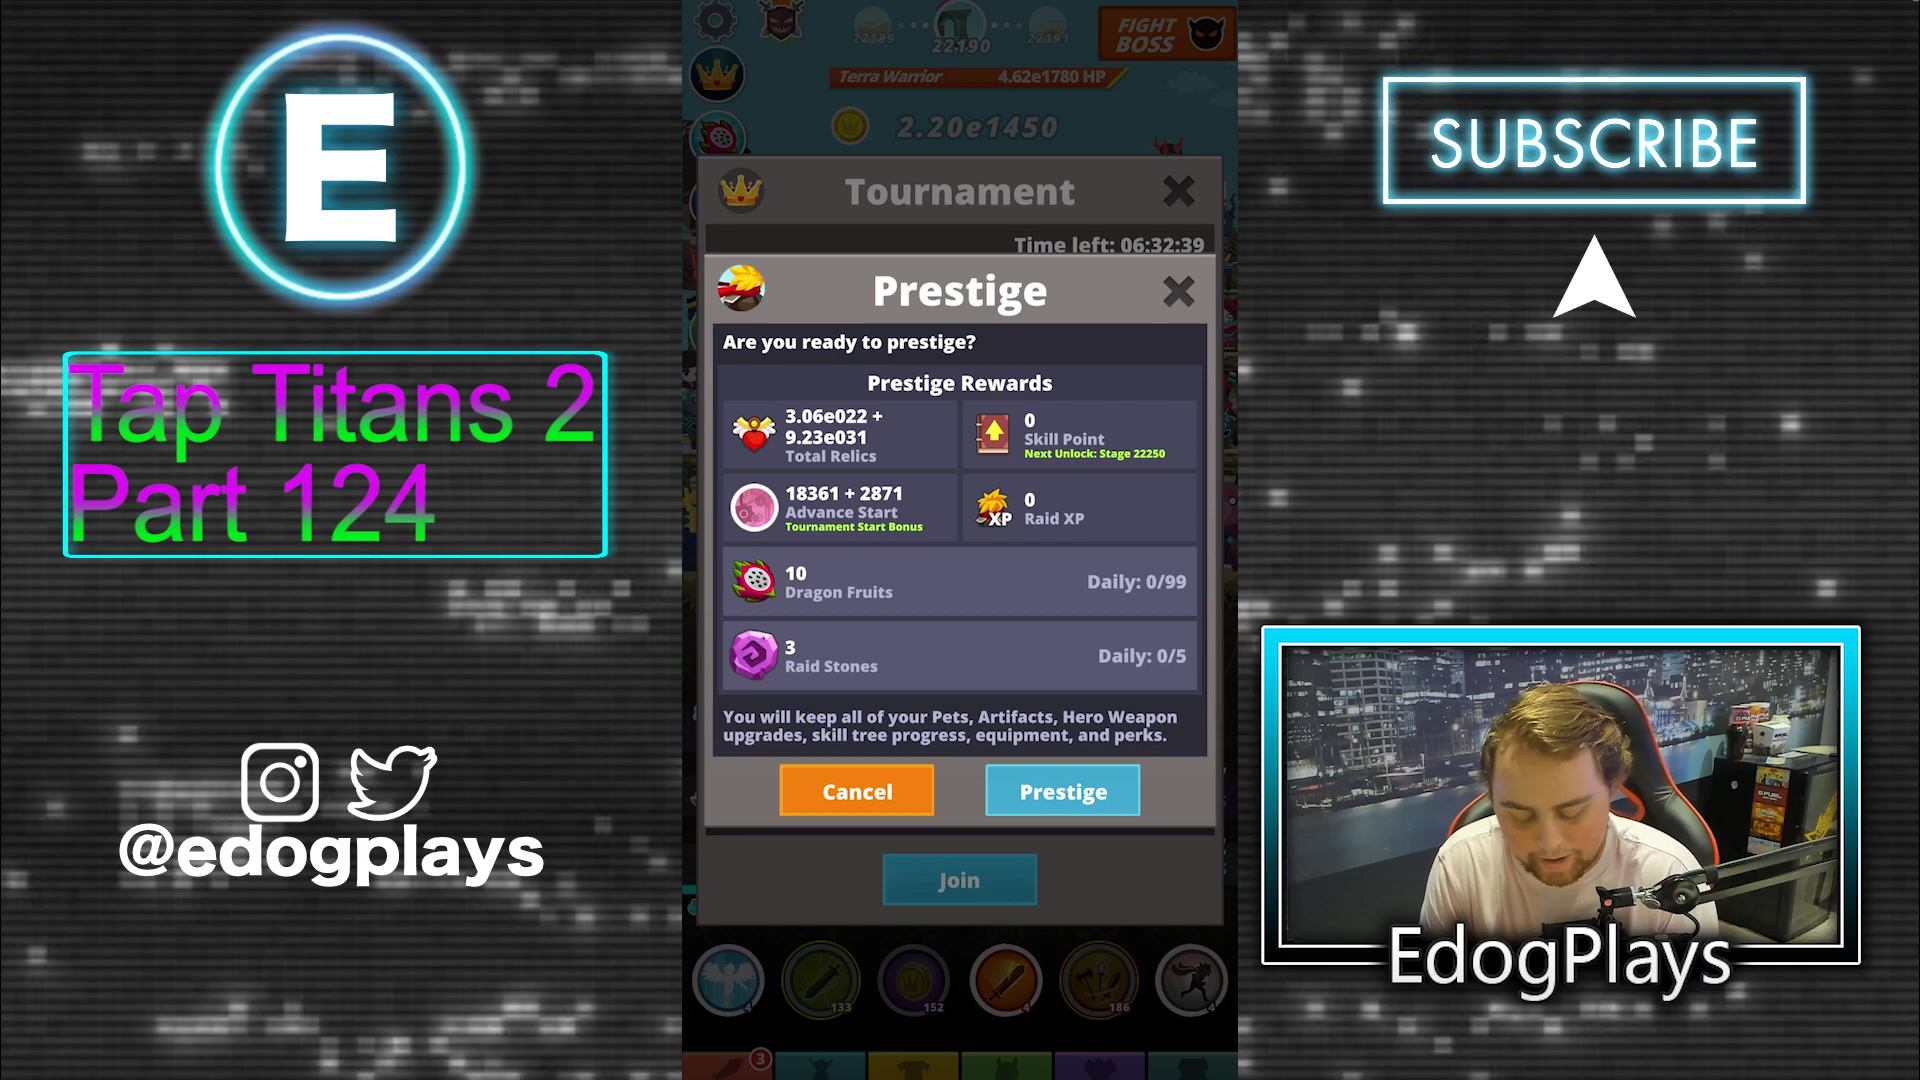 E
Tap Titans 2
Part 124
@edogplays
22189
22190
22191
FIGHT
BOSS
Terra Warrior 4.62e1780 HP
2.20e1450
Tournament
Time left: 06:32:39
Prestige
Are you ready to prestige?
Prestige Rewards
3.06e022 +
9.23e031
Total Relics
0
Skill Point
Next Unlock: Stage 22250
18361 + 2871
Advance Start
Tournament Start Bonus
XP
0
Raid XP
10
Dragon Fruits
Daily: 0/99
3
Raid Stones
Daily: 0/5
You will keep all of your Pets, Artifacts, Hero Weapon
upgrades, skill tree progress, equipment, and perks.
Cancel
Prestige
Join
4
133
152
4
186
4
3
SUBSCRIBE
EdogPlays